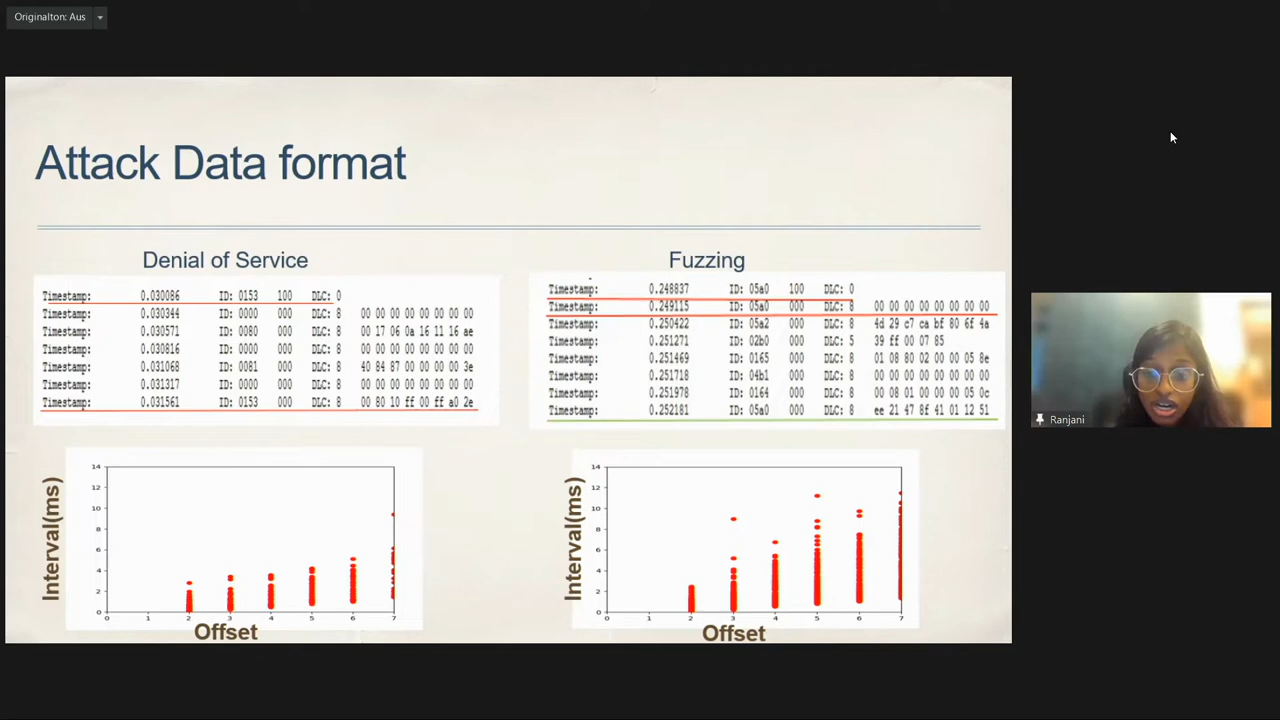 Originalton: Aus
Attack Data format
Denial of Service
Timestamp: 0.030086 ID: 0153 100 DLC: 0
Timestamp: 0.030344 ID: 0000 000 DLC: 8 00 00 00 00 00 00 00 00
Timestamp: 0.030571 ID: 0080 000 DLC: 8 00 17 06 0a 16 11 16 ae
Timestamp: 0.030816 ID: 0000 000 DLC: 8 00 00 00 00 00 00 00 00
Timestamp: 0.031068 ID: 0081 000 DLC: 8 40 84 87 00 00 00 00 3e
Timestamp: 0.031317 ID: 0000 000 DLC: 8 00 00 00 00 00 00 00 00
Timestamp: 0.031561 ID: 0153 000 DLC: 8 00 80 10 ff 00 ff a0 2e
Fuzzing
Timestamp: 0.248837 ID: 05a0 100 DLC: 0
Timestamp: 0.249115 ID: 05a0 000 DLC: 8 00 00 00 00 00 00 00 00
Timestamp: 0.250422 ID: 05a2 000 DLC: 8 4d 29 c7 ca bf 80 6f 4a
Timestamp: 0.251271 ID: 02b0 000 DLC: 5 39 ff 00 07 85
Timestamp: 0.251469 ID: 0165 000 DLC: 8 01 08 80 02 00 00 05 8e
Timestamp: 0.251718 ID: 04b1 000 DLC: 8 00 00 00 00 00 00 00 00
Timestamp: 0.251978 ID: 0164 000 DLC: 8 00 08 01 00 00 00 05 0c
Timestamp: 0.252181 ID: 05a0 000 DLC: 8 ee 21 47 8f 41 01 12 51
Interval(ms)
14
12
10
8
6
4
2
0
0 1 2 3 4 5 6 7
Offset
Interval(ms)
14
12
10
8
6
4
2
0
0 1 2 3 4 5 6 7
Offset
Ranjani